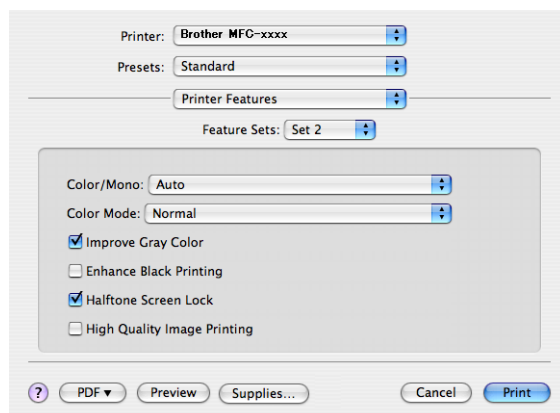 Printer: Brother MFC-xxxx
Presets: Standard
Printer Features
Feature Sets: Set 2
Color/Mono: Auto
Color Mode: Normal
Improve Gray Color
Enhance Black Printing
Halftone Screen Lock
High Quality Image Printing
? PDF▼ Preview Supplies... Cancel Print